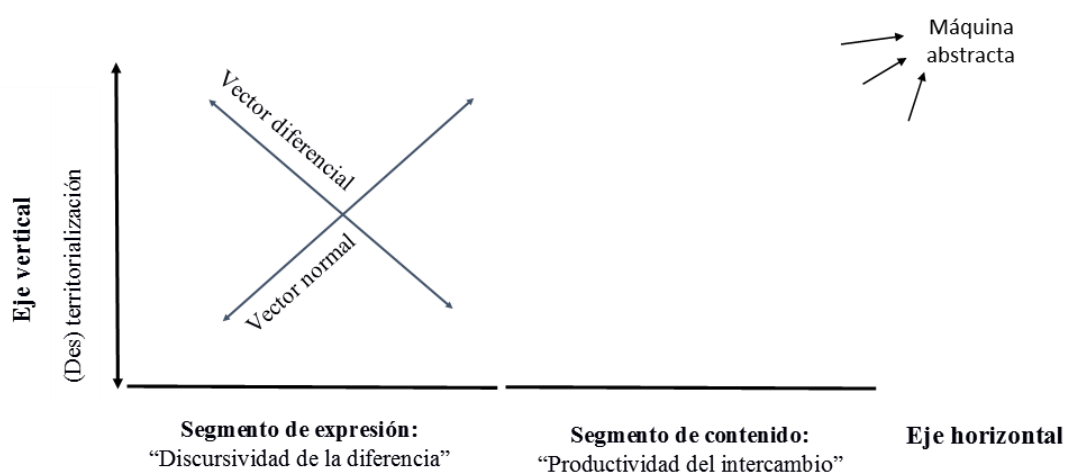 Máquina
abstracta
Vector diferencial
Vector normal
Eje vertical
(Des) territorialización
Segmento de expresión:
“Discursividad de la diferencia”
Segmento de contenido:
“Productividad del intercambio”
Eje horizontal